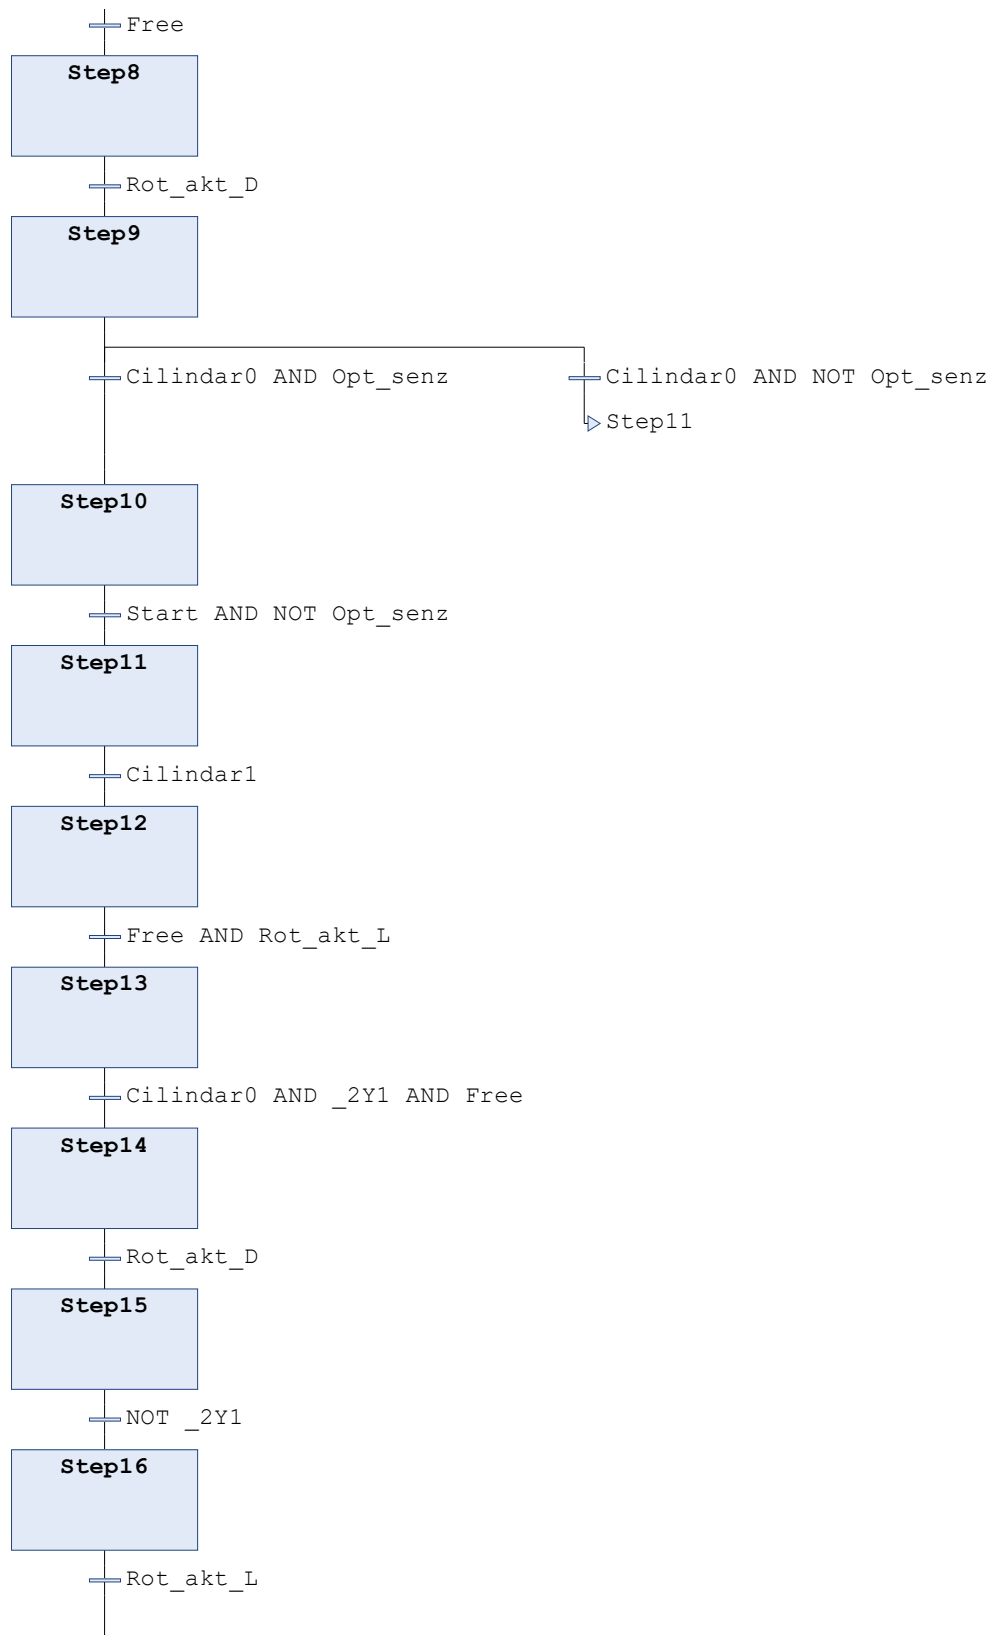 Free
Step8
Rot_akt_D
Step9
Cilindar0 AND Opt_senz
Cilindar0 AND NOT Opt_senz
Step11
Step10
Start AND NOT Opt_senz
Step11
Cilindar1
Step12
Free AND Rot_akt_L
Step13
Cilindar0 AND _2Y1 AND Free
Step14
Rot_akt_D
Step15
NOT _2Y1
Step16
Rot_akt_L